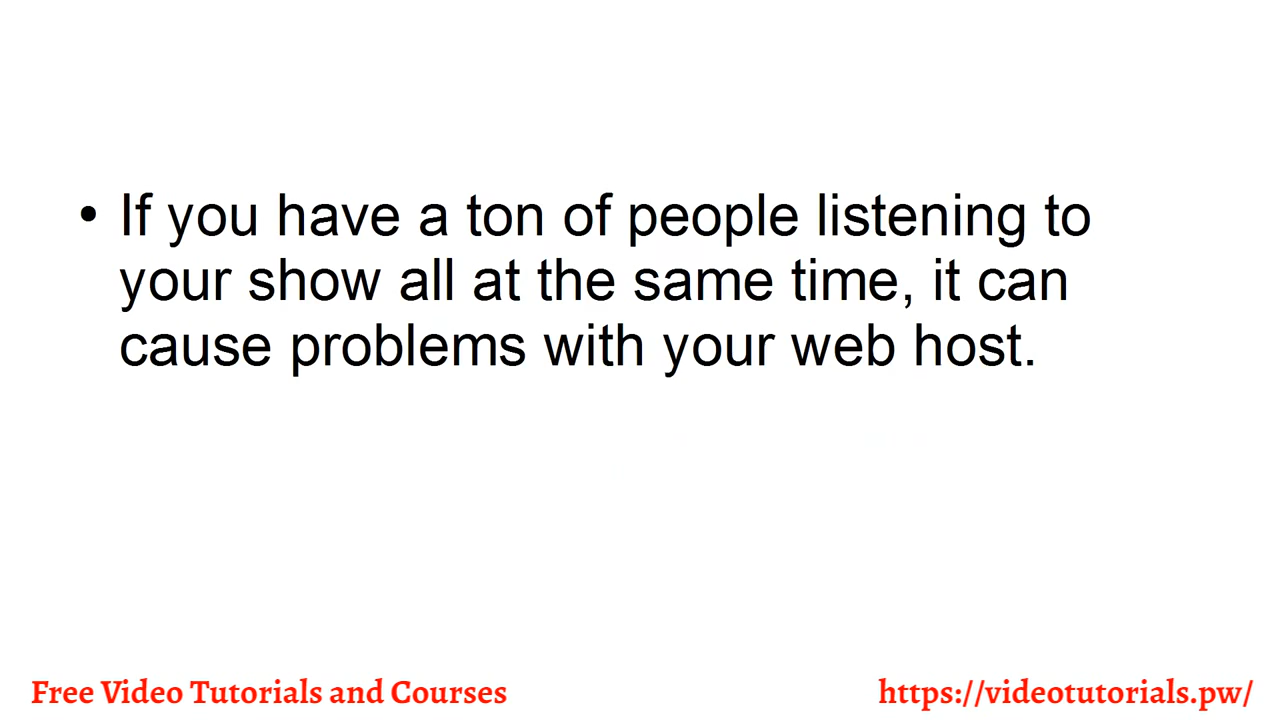 • If you have a ton of people listening to
your show all at the same time, it can
cause problems with your web host.
Free Video Tutorials and Courses
https://videotutorials.pw/